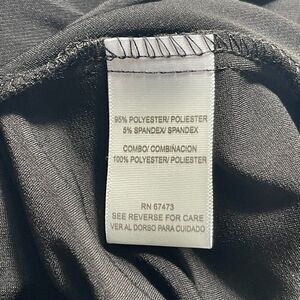 95% POLYESTER/ POLIESTER
5% SPANDEX/ SPANDEX
COMBO/ COMBINACION
100% POLYESTER/ POLIESTER
RN 67473
SEE REVERSE FOR CARE
VER AL DORSO PARA CUIDADO